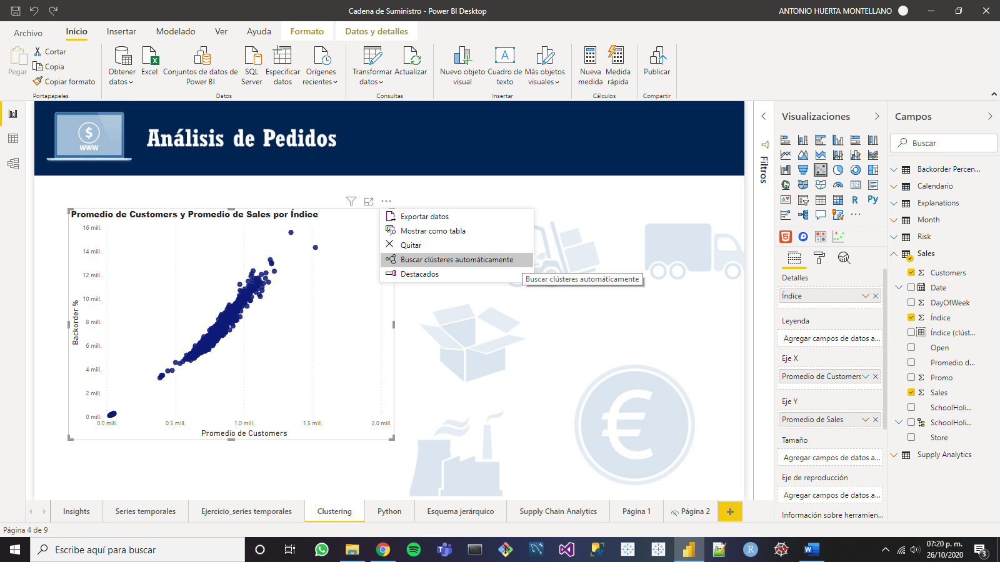 Cadena de Suministro - Power BI Desktop
ANTONIO HUERTA MONTELLANO
Archivo
Inicio
Insertar
Modelado
Ver
Ayuda
Formato
Datos y detalles
Pegar
Cortar
Copia
Copiar formato
Portapapeles
Obtener datos
Excel
Conjuntos de datos de Power BI
SQL Server
Especificar datos
Orígenes recientes
Datos
Transformar datos
Actualizar
Consultas
Nuevo objeto visual
Cuadro de texto
A
Más objetos visuales
Insertar
Nueva medida
Medida rápida
Cálculos
Publicar
Compartir
$
WWW
Análisis de Pedidos
Promedio de Customers y Promedio de Sales por Índice
16 mill.
14 mill.
12 mill.
10 mill.
8 mill.
6 mill.
4 mill.
2 mill.
0 mill.
Backorder %
0.0 mill.
0.5 mill.
1.0 mill.
1.5 mill.
2.0 mill.
Promedio de Customers
Exportar datos
Mostrar como tabla
Quitar
Buscar clústeres automáticamente
Destacados
Buscar clústeres automáticamente
€
Filtros
Visualizaciones
123
R
Py
5
Detalles
Índice
Leyenda
Agregar campos de datos a...
Eje X
Promedio de Customers
Eje Y
Promedio de Sales
Tamaño
Agregar campos de datos a...
Eje de reproducción
Agregar campos de datos a...
Información sobre herramien...
Campos
Buscar
Backorder Percen...
Calendario
Explanations
Month
Risk
Sales
Σ Customers
Date
Σ DayOfWeek
Σ Índice
Índice (clúst...
Open
Promedio d...
Σ Promo
Σ Sales
SchoolHoli...
SchoolHoli...
Store
Supply Analytics
Insights
Series temporales
Ejercicio_series temporales
Clustering
Python
Esquema jerárquico
Supply Chain Analytics
Página 1
Página 2
+
Página 4 de 9
Escribe aquí para buscar
R
W
07:20 p. m.
26/10/2020
3